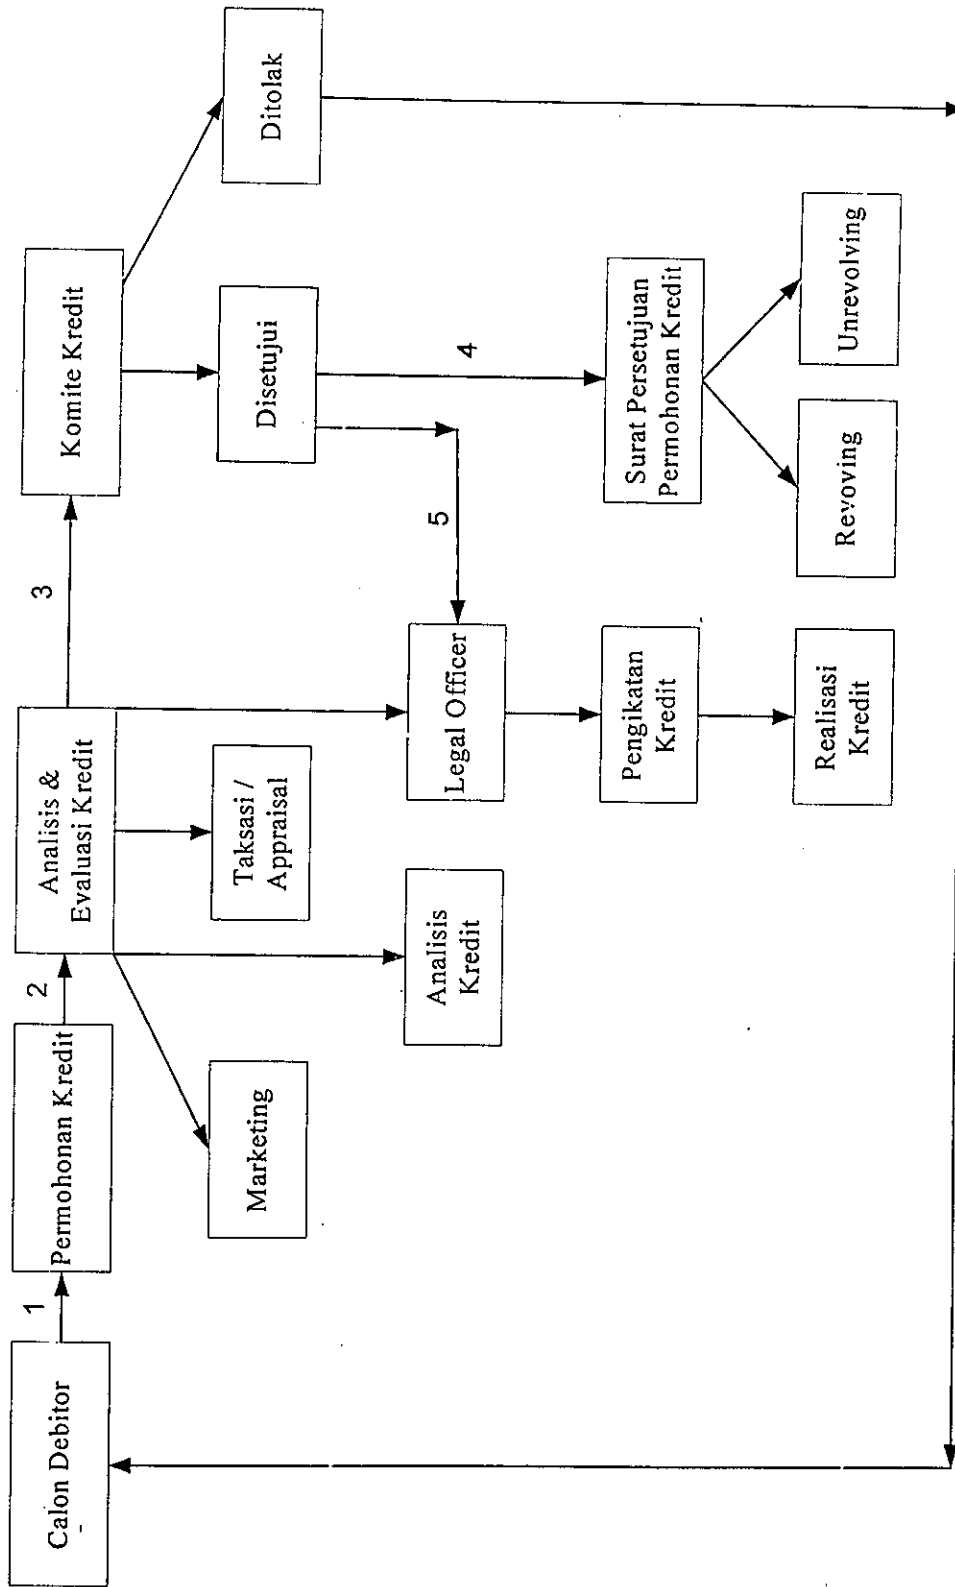 Calon Debitor
1
Permohonan Kredit
2
Analisis &
Evaluasi Kredit
3
Komite Kredit
Marketing
Taksasi /
Appraisal
Disetujui
Ditolak
Analisis
Kredit
Legal Officer
5
4
Pengikatan
Kredit
Surat Persetujuan
Permohonan Kredit
Realisasi
Kredit
Revoving
Unrevolving